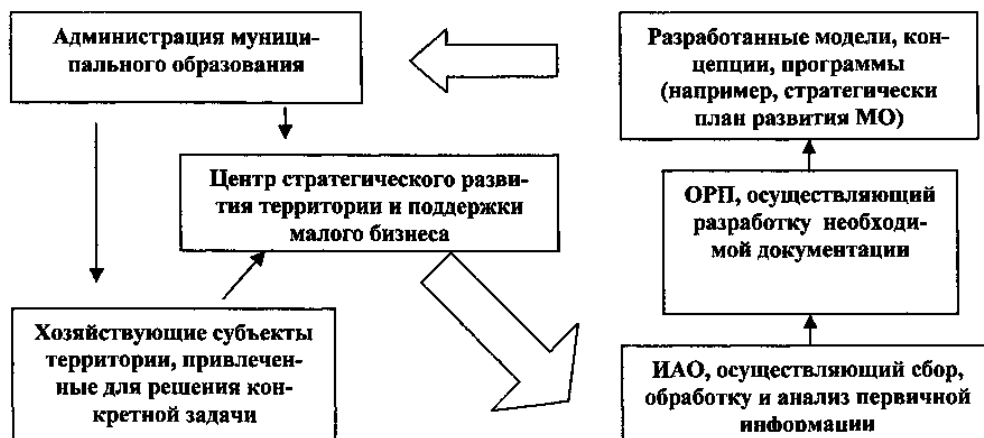 Администрация муници-
пального образования
Разработанные модели, кон-
цепции, программы
(например, стратегически
план развития МО)
Центр стратегического разви-
тия территории и поддержки
малого бизнеса
ОРП, осуществляющий
разработку необходи-
мой документации
Хозяйствующие субъекты
территории, привлечен-
ные для решения кон-
кретной задачи
ИАО, осуществляющий сбор,
обработку и анализ первичной
информации